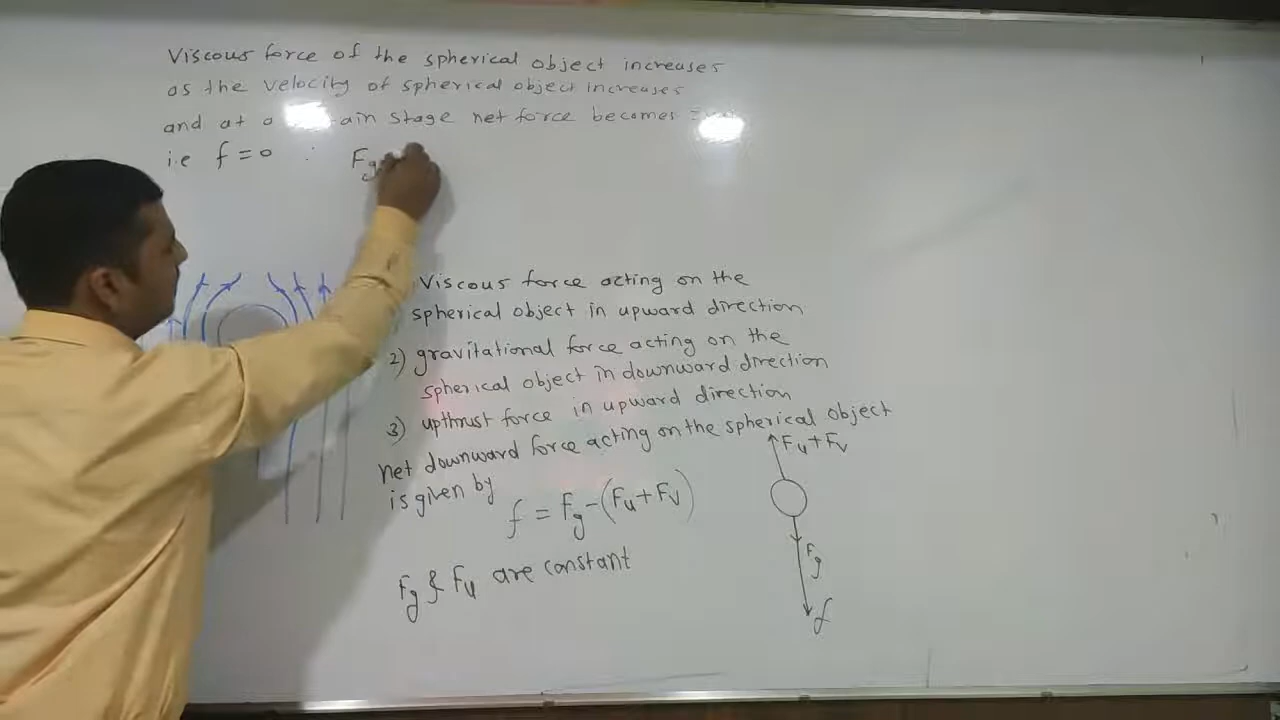 Viscous force of the spherical object increases
as the velocity of spherical object increases
and at a stage net force becomes
i.e f = 0 ∴ Fg
Viscous force acting on the
spherical object in upward direction
2) gravitational force acting on the
spherical object in downward direction
3) upthrust force in upward direction
net downward force acting on the spherical object
is given by
f = Fg - (Fu + Fv)
Fg & Fu are constant
Fu + Fv
Fg
f